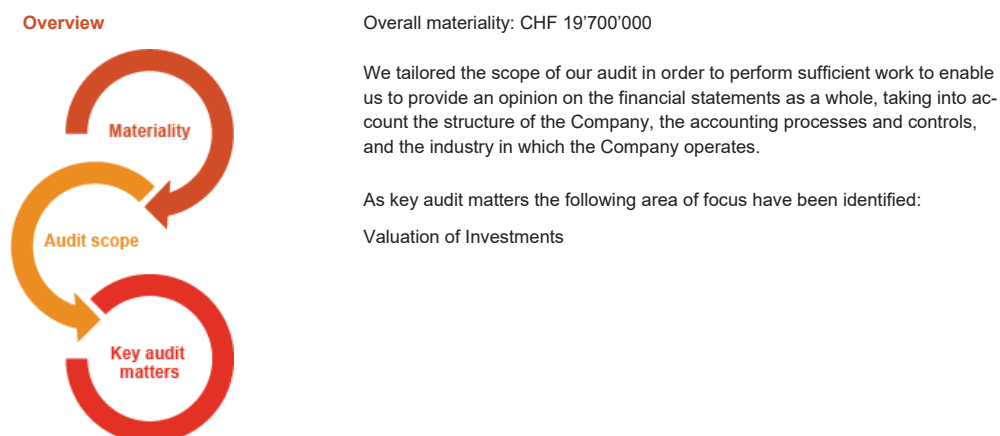 Overview
Materiality
Audit scope
Key audit
matters
Overall materiality: CHF 19’700’000
We tailored the scope of our audit in order to perform sufficient work to enable
us to provide an opinion on the financial statements as a whole, taking into ac-
count the structure of the Company, the accounting processes and controls,
and the industry in which the Company operates.
As key audit matters the following area of focus have been identified:
Valuation of Investments